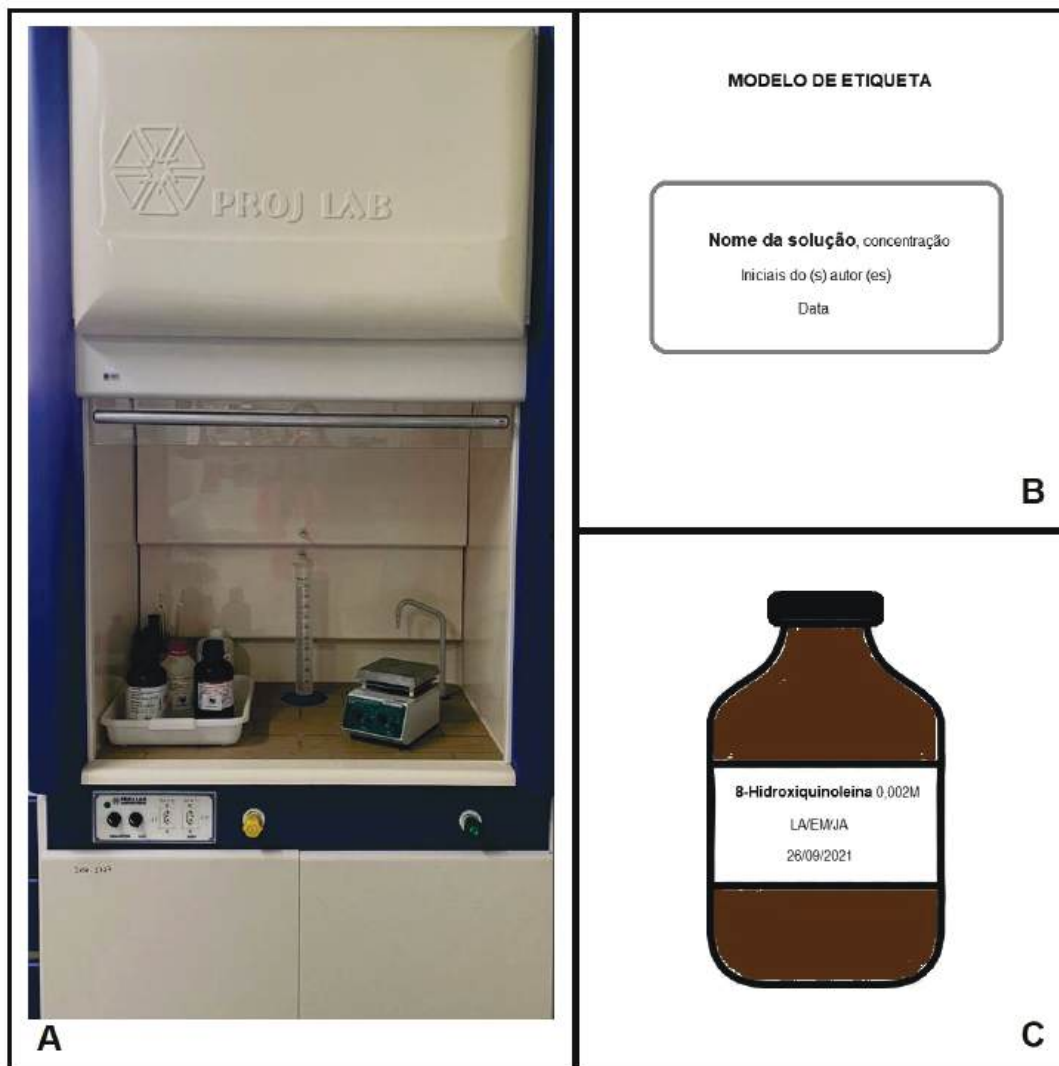 PROJ LAB
A
MODELO DE ETIQUETA
Nome da solução, concentração
Iniciais do (s) autor (es)
Data
B
8-Hidroxiquinoleina 0,002M
LA/EM/JA
26/09/2021
C